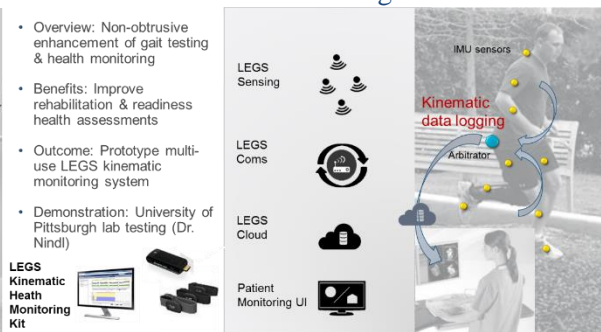 • Overview: Non-obtrusive
enhancement of gait testing
& health monitoring
• Benefits: Improve
rehabilitation & readiness
health assessments
• Outcome: Prototype multi-
use LEGS kinematic
monitoring system
• Demonstration: University of
Pittsburgh lab testing (Dr.
Nindl)
LEGS
Kinematic
Heath
Monitoring
Kit
LEGS
Sensing
LEGS
Coms
LEGS
Cloud
Patient
Monitoring UI
IMU sensors
Kinematic
data logging
Arbitrator